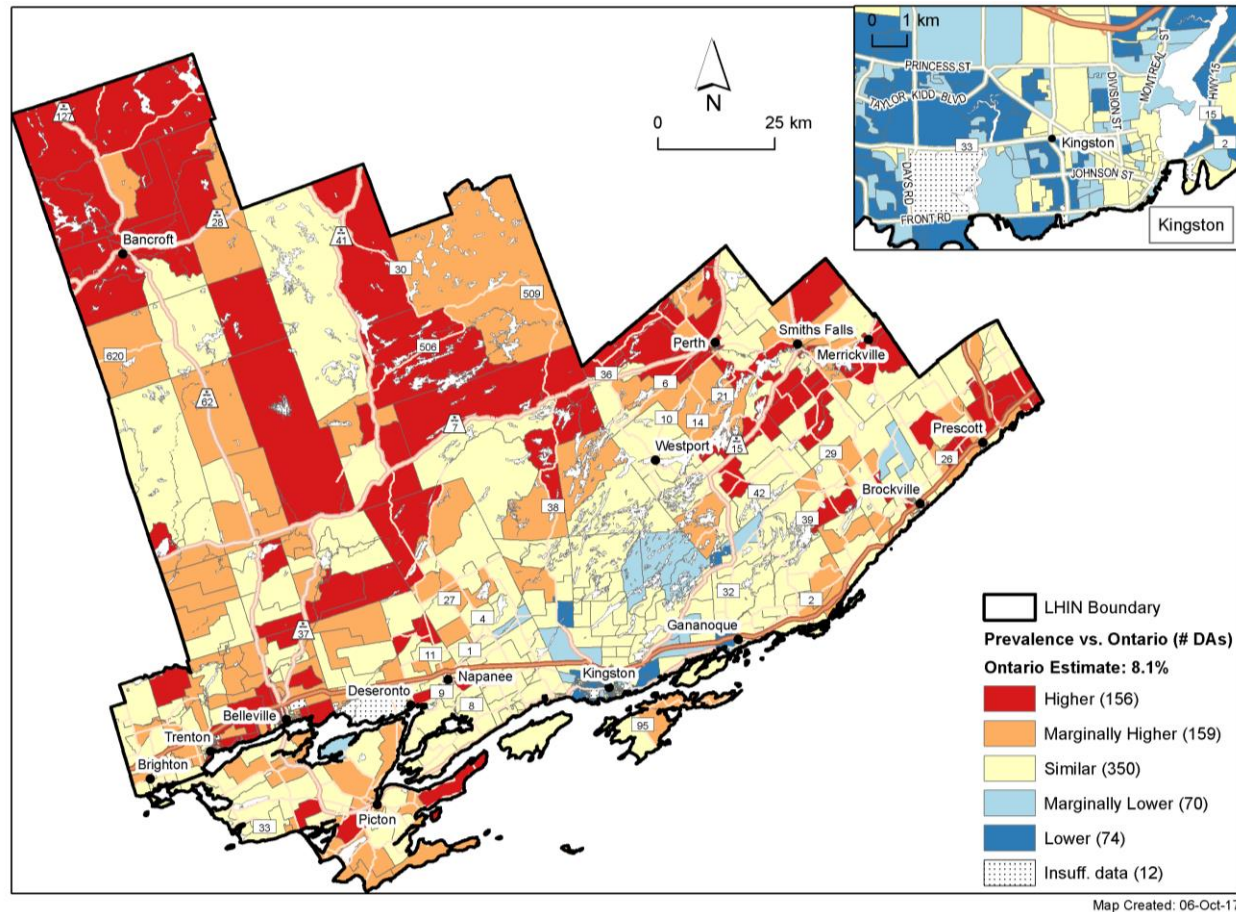 0 1 km
PRINCESS ST
TAYLOR KIDD BLVD
DIVISION ST
MONTREAL ST
HWY 15
15
2
33
Kingston
JOHNSON ST
DAYS RD
FRONT RD
Kingston
N
0 25 km
127
28
Bancroft
41
30
509
620
506
62
36
7
Perth
Smiths Falls
Merrickville
6
21
10
14
Westport
15
29
Prescott
26
38
42
Brockville
39
27
4
32
2
37
11
1
Gananoque
Napanee
Kingston
Deseronto
9
8
Belleville
95
Trenton
Brighton
33
Picton
LHIN Boundary
Prevalence vs. Ontario (# DAs)
Ontario Estimate: 8.1%
Higher (156)
Marginally Higher (159)
Similar (350)
Marginally Lower (70)
Lower (74)
Insuff. data (12)
Map Created: 06-Oct-17